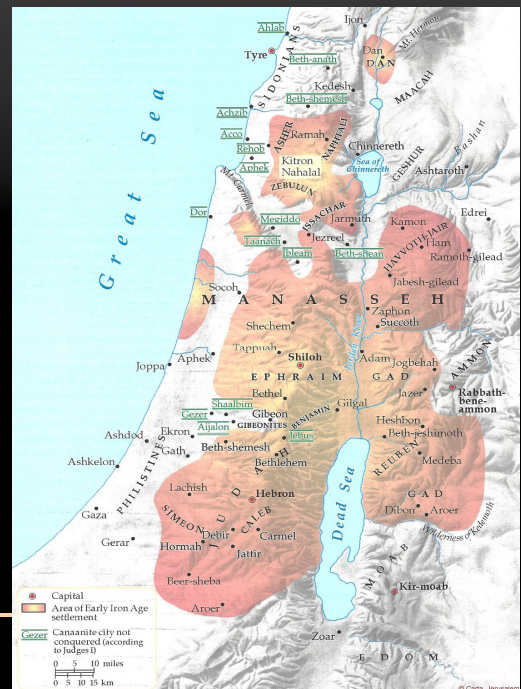 Ijon
Ahlab
Mt. Hermon
Tyre
SIDONIANS
Beth-anath
Dan
DAN
Kedesh
MAACAH
Beth-shemesh
Achzib
Great Sea
Acco
ASHER
Ramah
NAPHTALI
Rehob
Chinnereth
Bashan
Aphek
Kitron
Nahalal
Sea of
Chinnereth
GESHUR
Ashtaroth
Mt. Carmel
ZEBULUN
Dor
ISSACHAR
Edrei
Megiddo
Jarmuth
Kamon
Taanach
Jezreel
HAVVOTH-JAIR
Ham
Ibleam
Beth-shean
Ramoth-gilead
Jabesh-gilead
Socoh
MANASSEH
Zaphon
Succoth
Shechem
Jordan River
Tappuah
Shiloh
Adam
Jogbehah
AMMON
Joppa
Aphek
EPHRAIM
GAD
Bethel
Jazer
Rabbath-
bene-
ammon
Shaalbim
Gilgal
Gezer
Gibeon
BENJAMIN
Aijalon
GIBEONITES
Heshbon
Ashdod
Ekron
Jebus
Beth-jeshimoth
Gath
Beth-shemesh
REUBEN
Ashkelon
Bethlehem
Medeba
PHILISTINES
Lachish
JUDAH
Hebron
Dead Sea
GAD
Gaza
SIMEON
CALEB
Dibon
Aroer
Debir
Carmel
Wilderness of Kedemoth
Gerar
Hormah
Jattir
MOAB
Beer-sheba
Kir-moab
Aroer
Zoar
EDOM
Capital
Area of Early Iron Age
settlement
Gezer
Canaanite city not
conquered (according
to Judges I)
0 5 10 miles
0 5 10 15 km
© Carta, Jerusalem